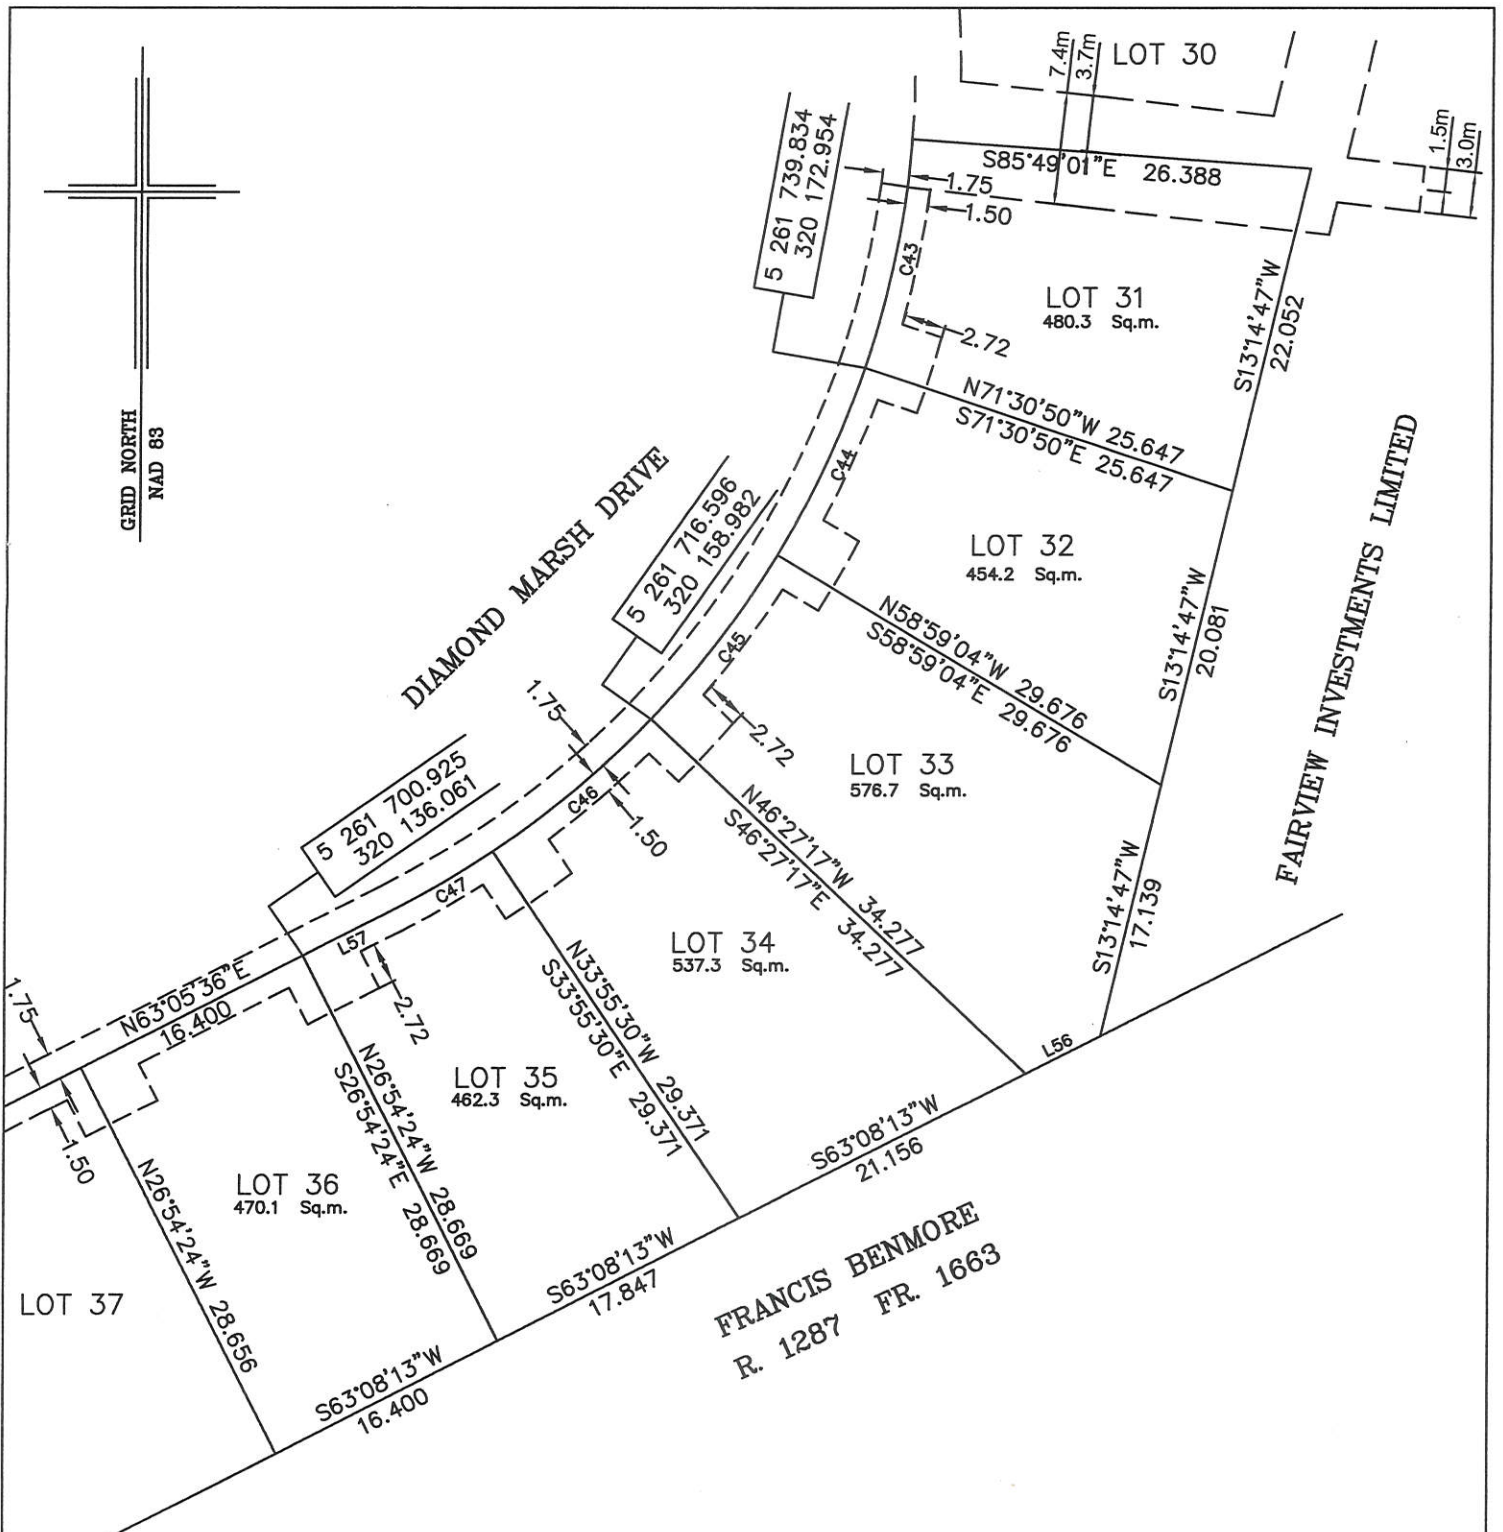 LOT 30
7.4m
3.7m
1.5m
3.0m
5 261 739.834
320 172.954
S85°49'01"E 26.388
1.75
1.50
C43
LOT 31
480.3 Sq.m.
S13°14'47"W
22.052
2.72
N71°30'50"W 25.647
S71°30'50"E 25.647
GRID NORTH
NAD 83
DIAMOND MARSH DRIVE
C44
5 261 716.596
320 158.982
LOT 32
454.2 Sq.m.
S13°14'47"W
20.081
FAIRVIEW INVESTMENTS LIMITED
N58°59'04"W 29.676
S58°59'04"E 29.676
C45
1.75
2.72
LOT 33
576.7 Sq.m.
5 261 700.925
320 136.061
C46
1.50
N46°27'17"W 34.277
S46°27'17"E 34.277
S13°14'47"W
17.139
C47
L57
LOT 34
537.3 Sq.m.
N33°55'30"W 29.371
S33°55'30"E 29.371
1.75
N63°05'36"E
16.400
2.72
L56
LOT 35
462.3 Sq.m.
N26°54'24"W 28.669
S26°54'24"E 28.669
S63°08'13"W
21.156
1.50
LOT 36
470.1 Sq.m.
N26°54'24"W 28.656
S63°08'13"W
17.847
FRANCIS BENMORE
R. 1287 FR. 1663
LOT 37
S63°08'13"W
16.400